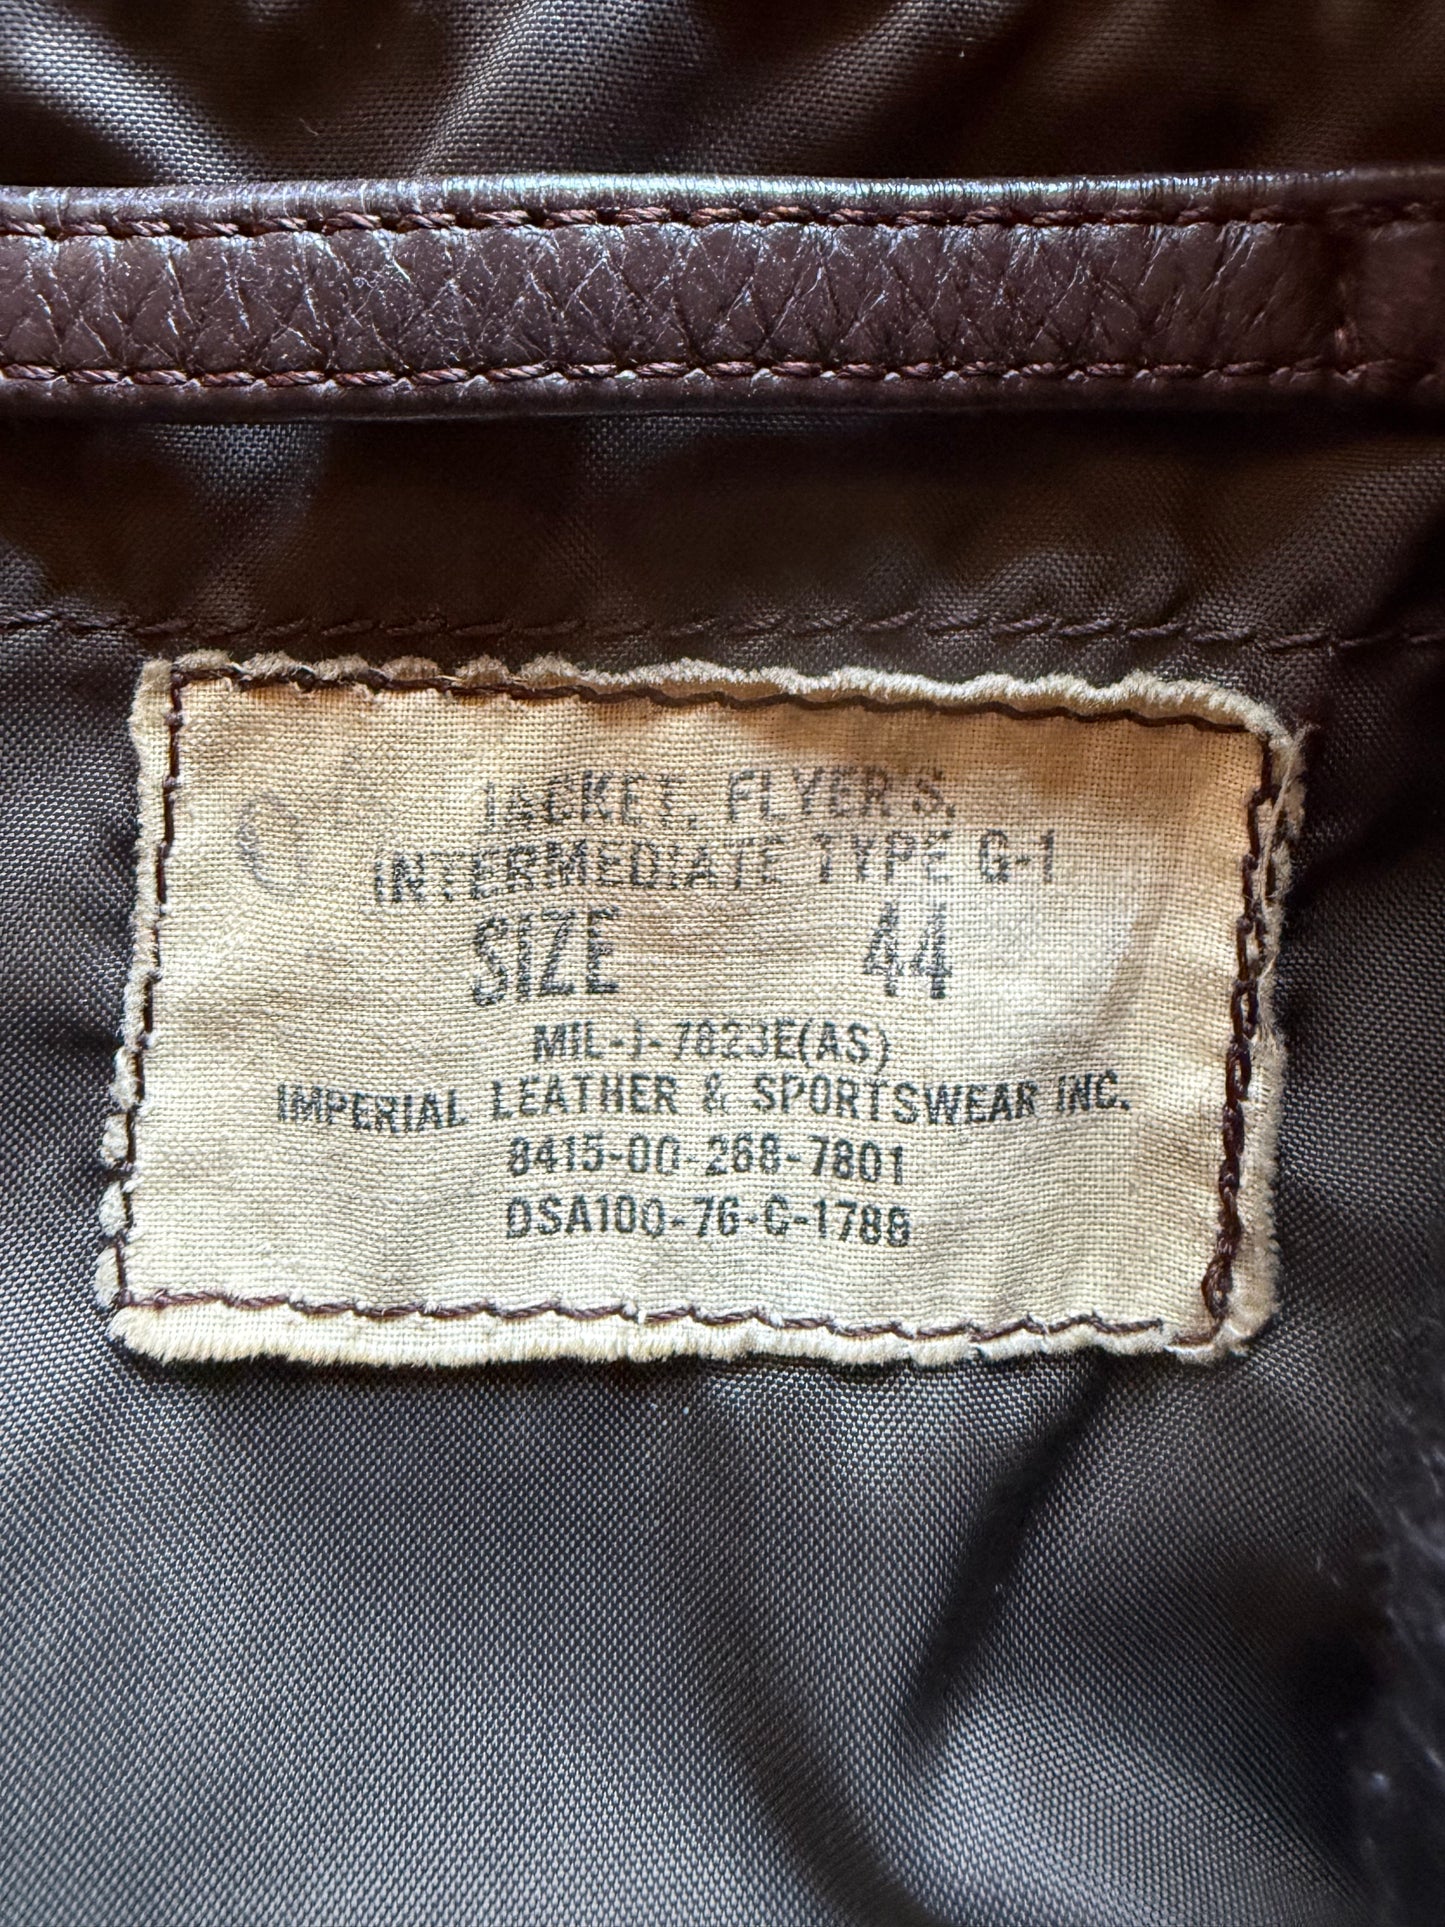 JACKET, FLYER'S,
INTERMEDIATE TYPE G-1
SIZE 44
MIL-J-7823E(AS)
IMPERIAL LEATHER & SPORTSWEAR INC.
8415-00-268-7801
DSA100-76-C-1788